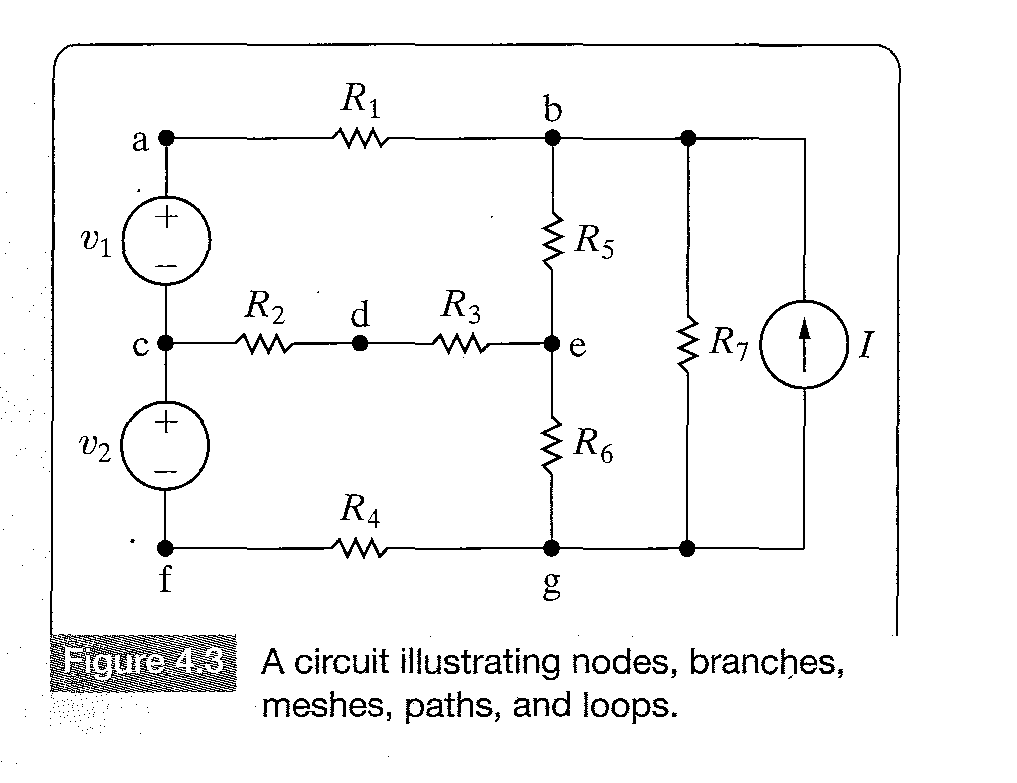 R1
b
a
+
v1
−
R5
R2
d
R3
c
e
R7
I
+
v2
−
R6
R4
f
g
Figure 4.3
A circuit illustrating nodes, branches,
meshes, paths, and loops.